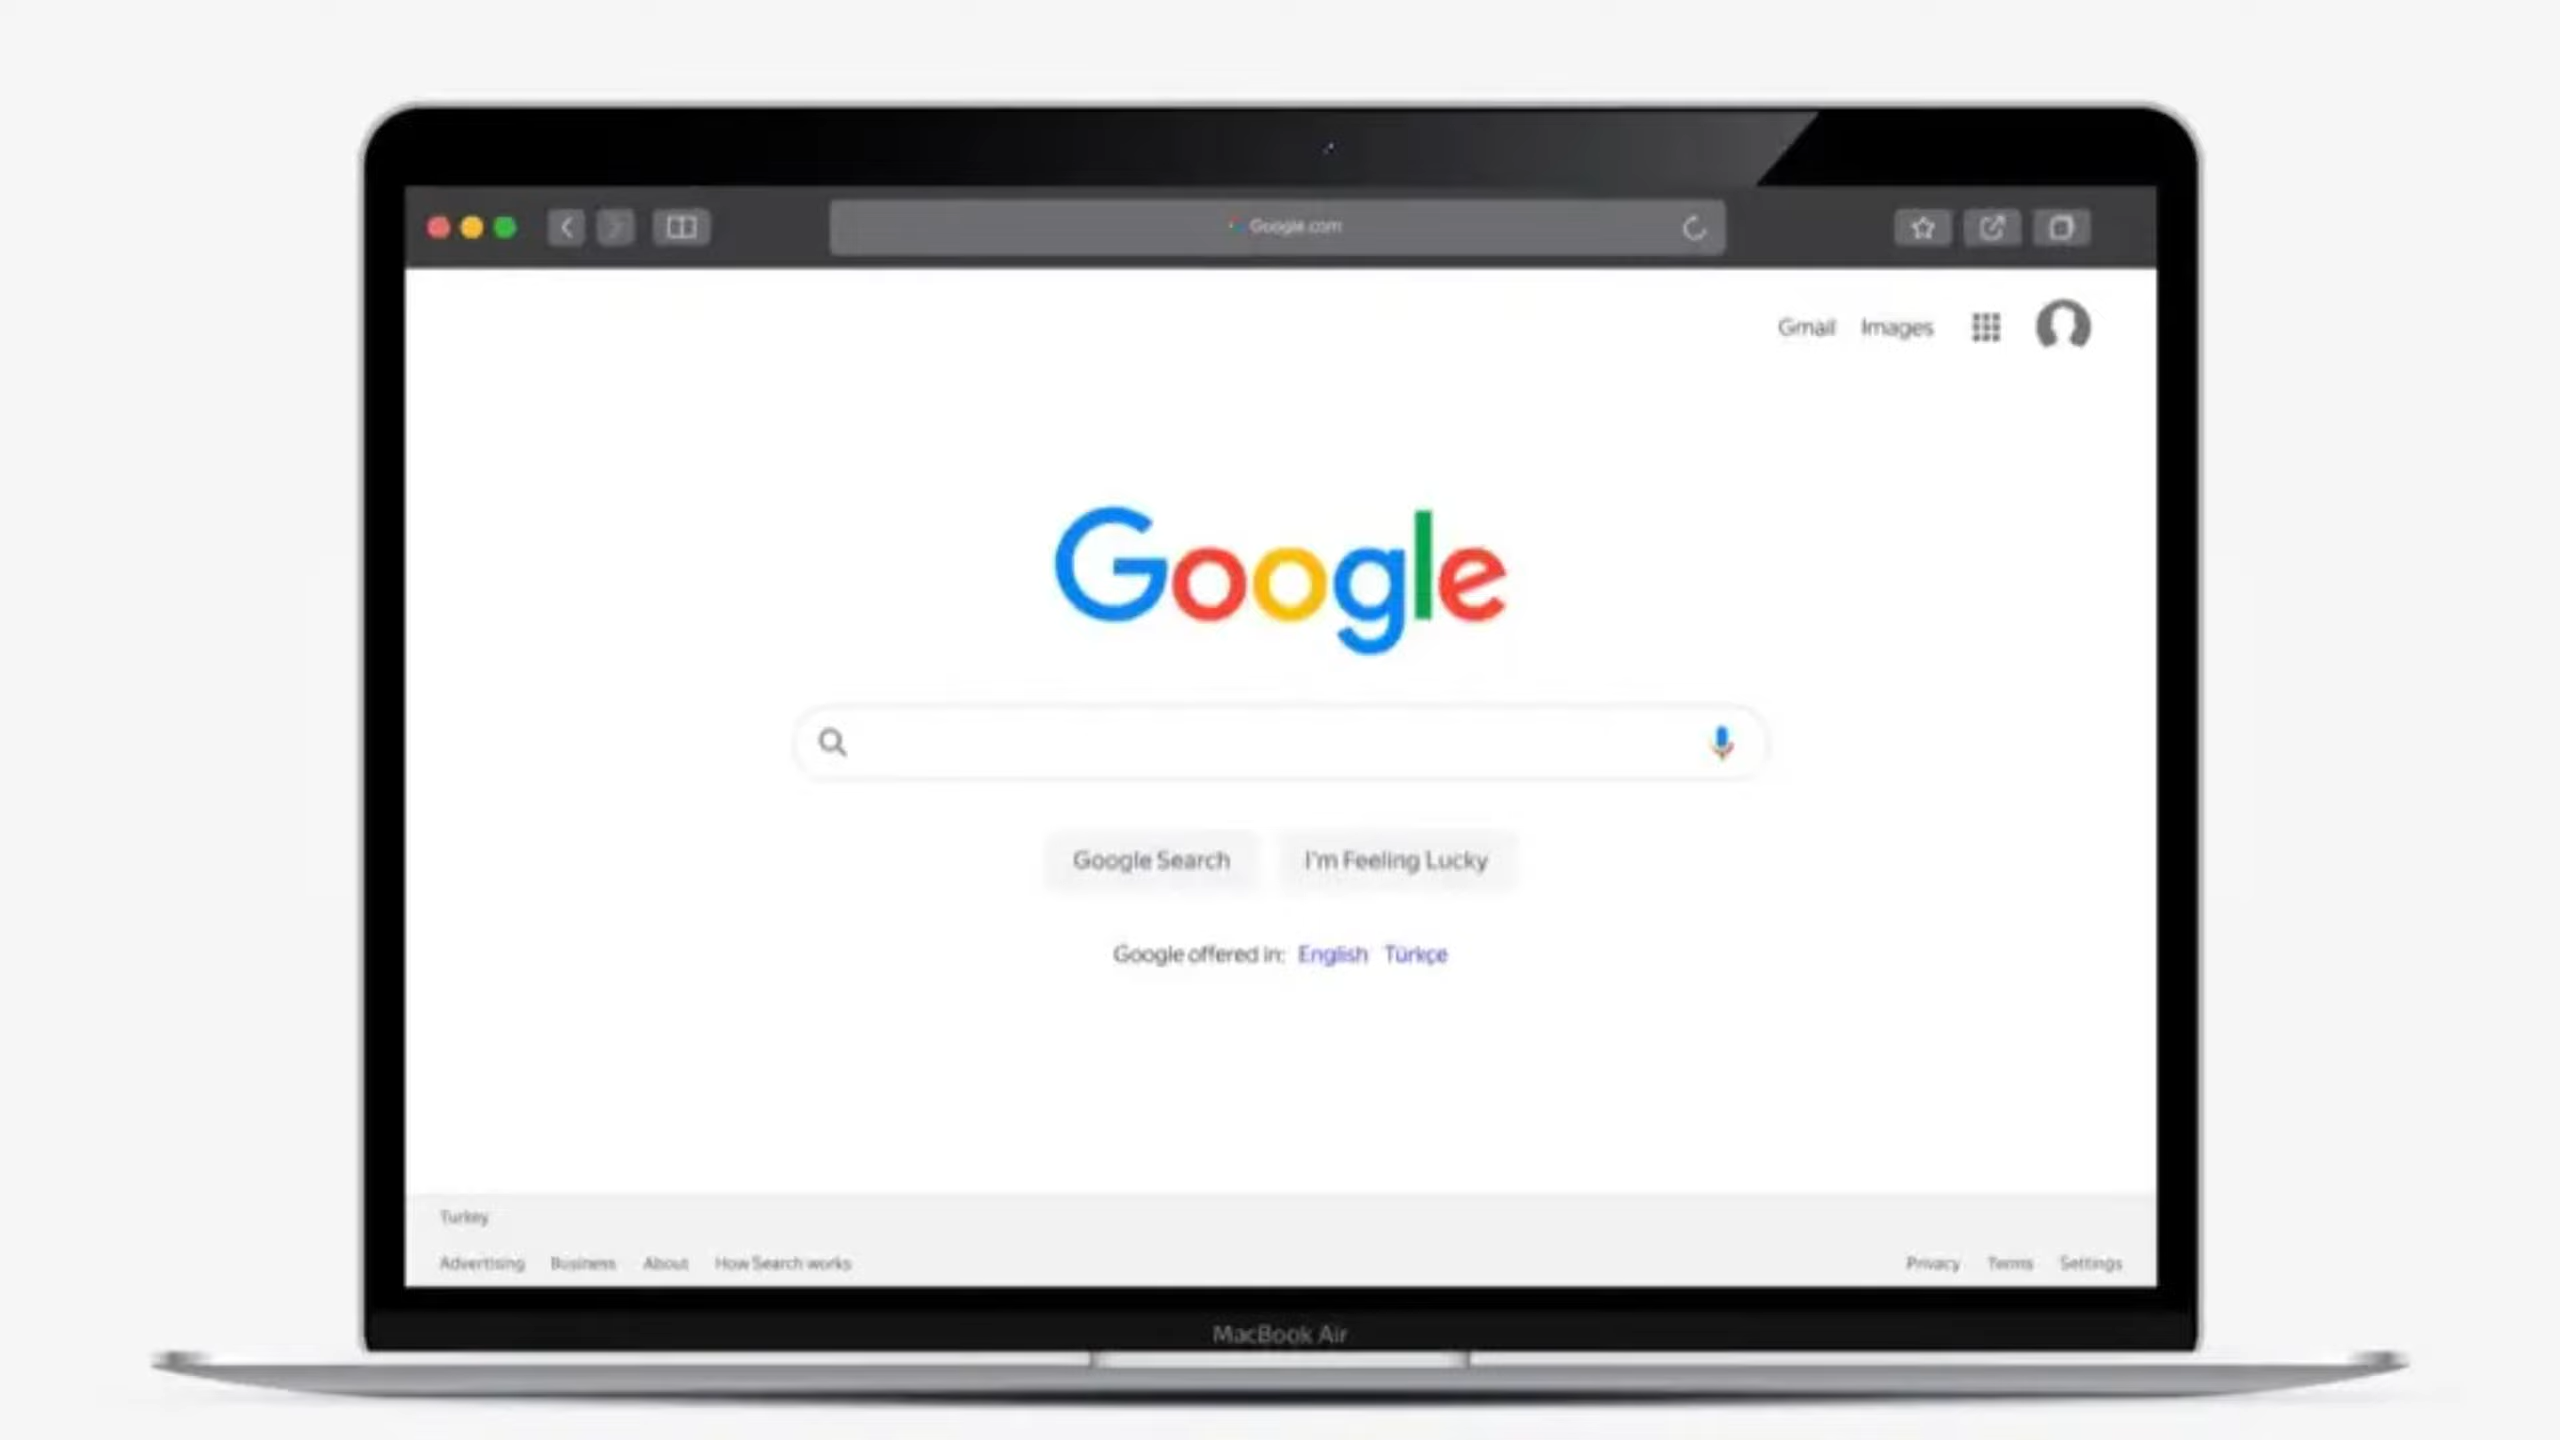 Google.com
Gmail Images
Google
Google Search I'm Feeling Lucky
Google offered in: English Türkçe
Turkey
Advertising Business About How Search works Privacy Terms Settings
MacBook Air